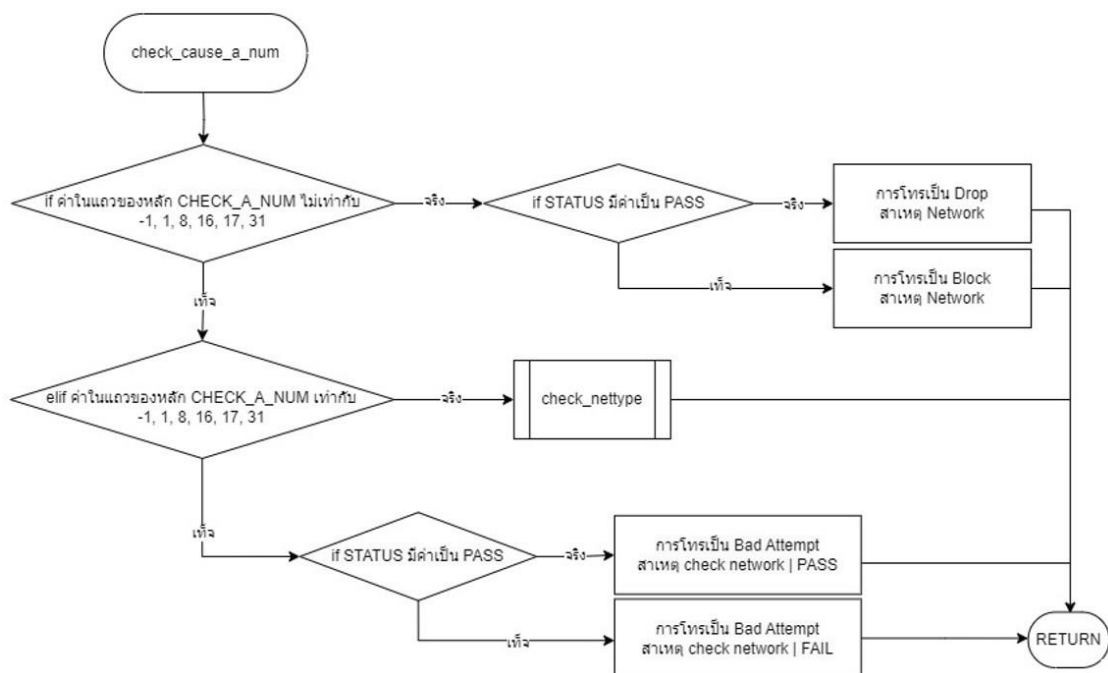 check_cause_a_num
if ค่าในแถวของหลัก CHECK_A_NUM ไม่เท่ากับ
-1, 1, 8, 16, 17, 31
จริง
if STATUS มีค่าเป็น PASS
จริง
การโทรเป็น Drop
สาเหตุ Network
เท็จ
การโทรเป็น Block
สาเหตุ Network
เท็จ
elif ค่าในแถวของหลัก CHECK_A_NUM เท่ากับ
-1, 1, 8, 16, 17, 31
จริง
check_nettype
เท็จ
if STATUS มีค่าเป็น PASS
จริง
การโทรเป็น Bad Attempt
สาเหตุ check network | PASS
เท็จ
การโทรเป็น Bad Attempt
สาเหตุ check network | FAIL
RETURN